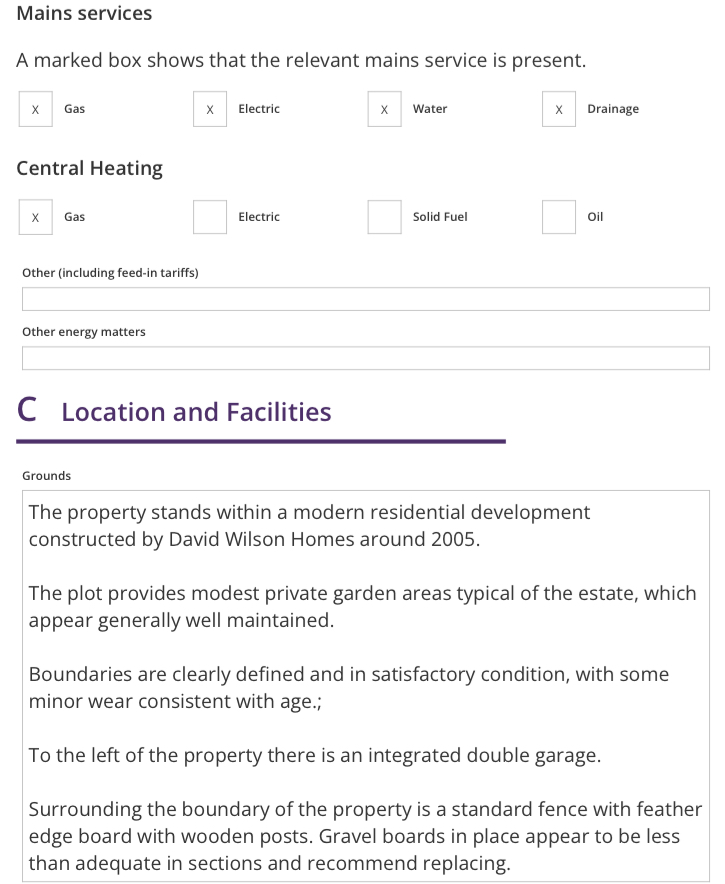 Mains services
A marked box shows that the relevant mains service is present.
X Gas X Electric X Water X Drainage
Central Heating
X Gas Electric Solid Fuel Oil
Other (including feed-in tariffs)
Other energy matters
C Location and Facilities
Grounds
The property stands within a modern residential development
constructed by David Wilson Homes around 2005.
The plot provides modest private garden areas typical of the estate, which
appear generally well maintained.
Boundaries are clearly defined and in satisfactory condition, with some
minor wear consistent with age.;
To the left of the property there is an integrated double garage.
Surrounding the boundary of the property is a standard fence with feather
edge board with wooden posts. Gravel boards in place appear to be less
than adequate in sections and recommend replacing.